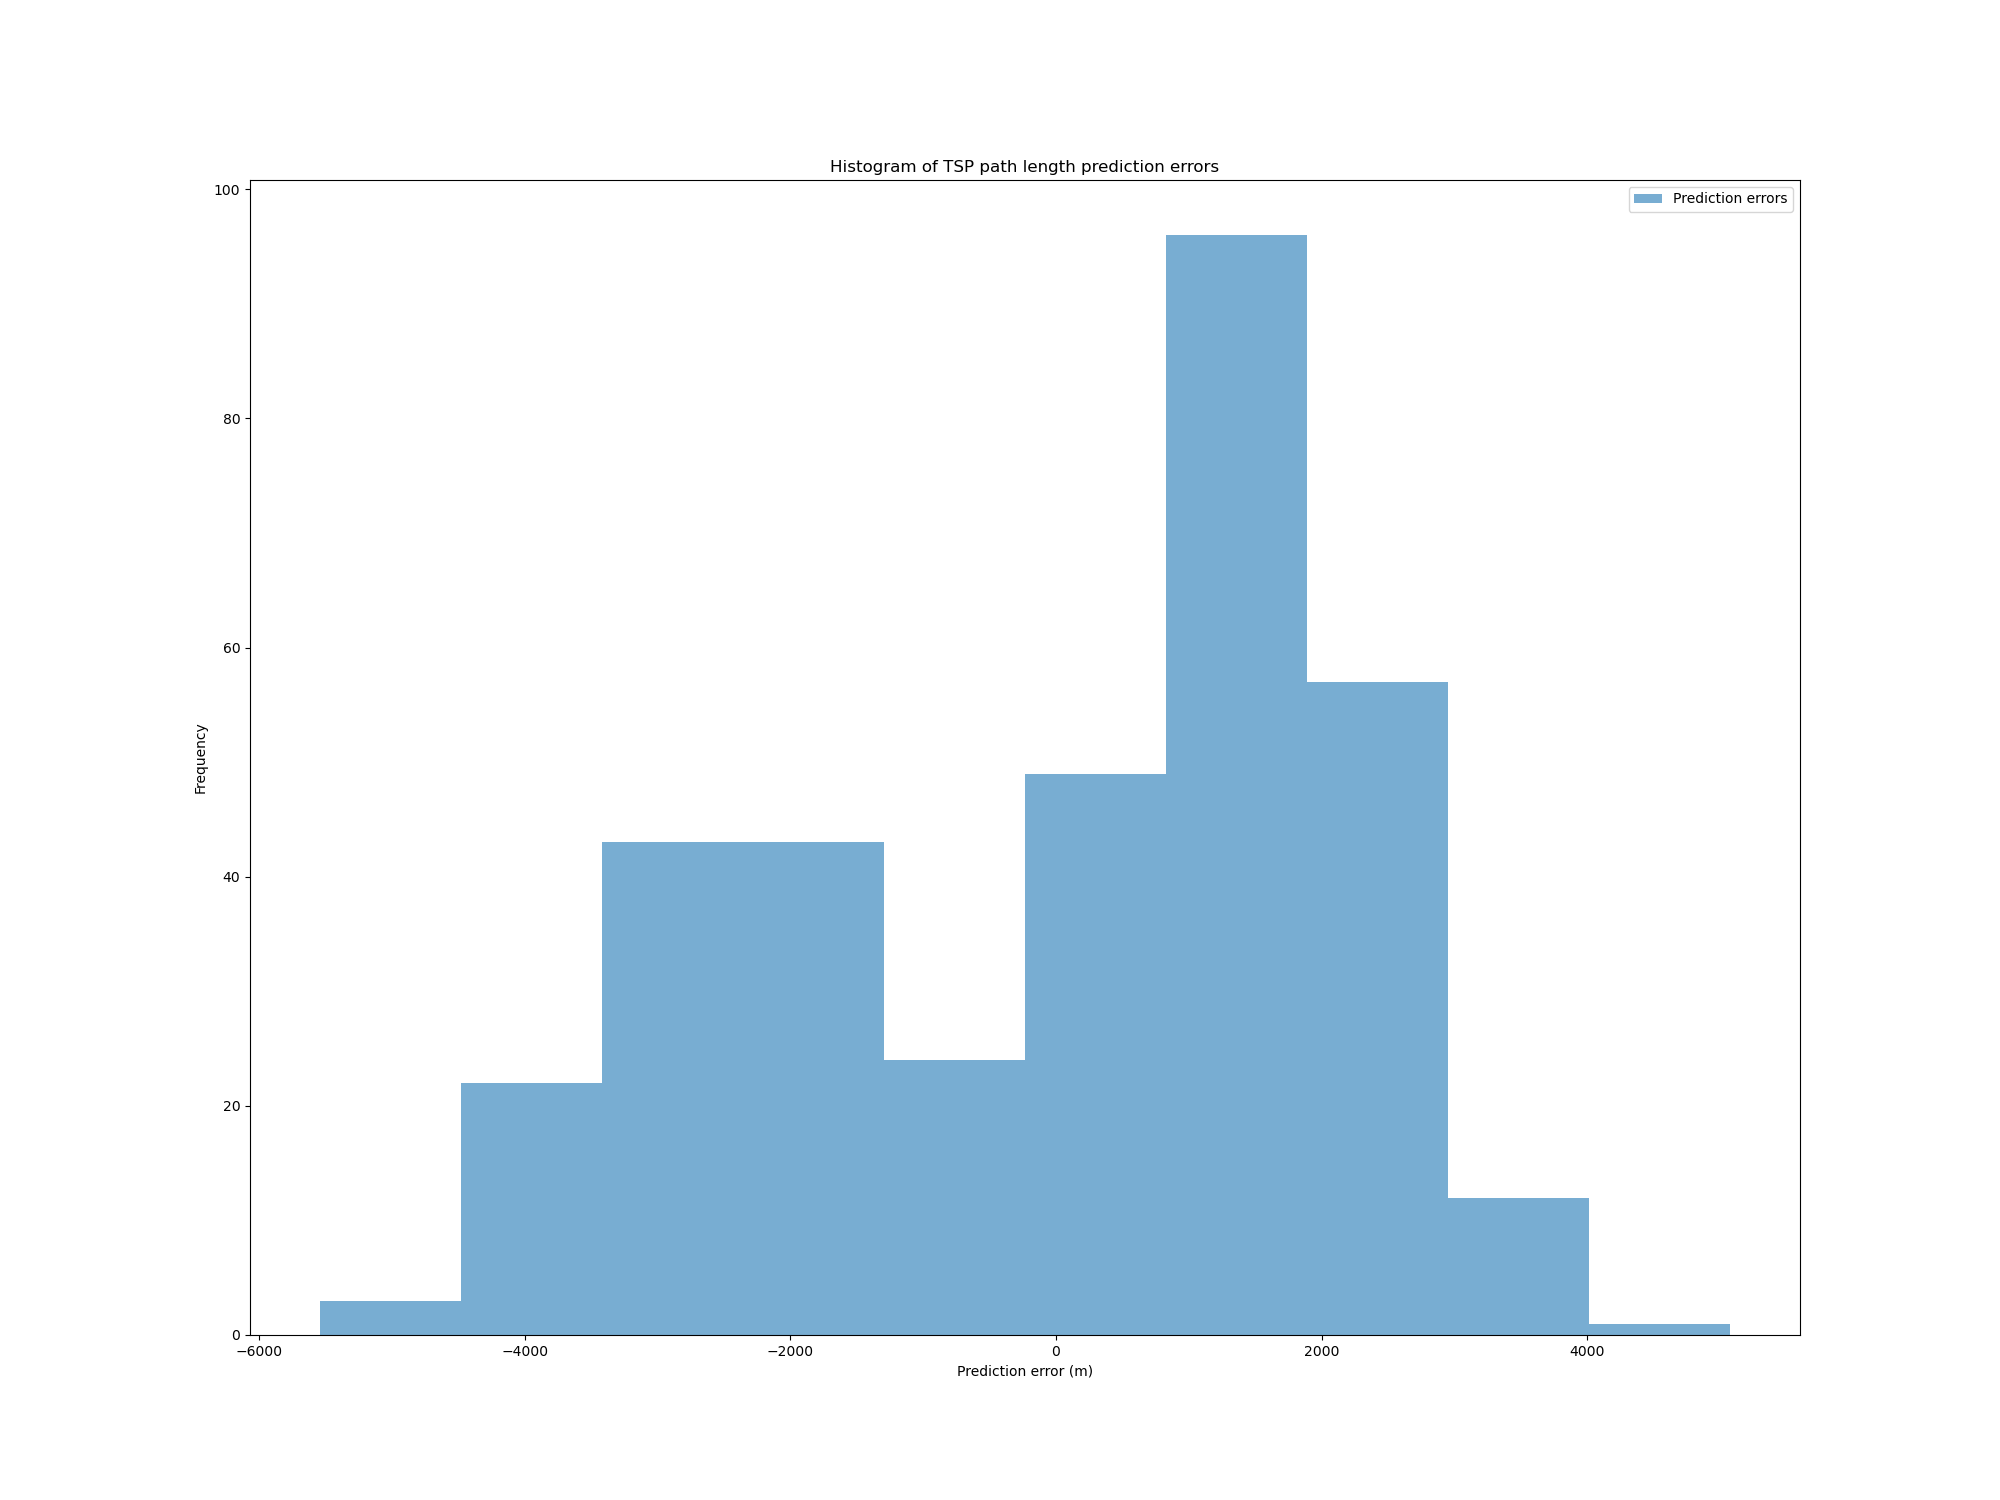 Histogram of TSP path length prediction errors
Prediction errors
100
80
60
40
20
0
Frequency
−6000 −4000 −2000 0 2000 4000
Prediction error (m)